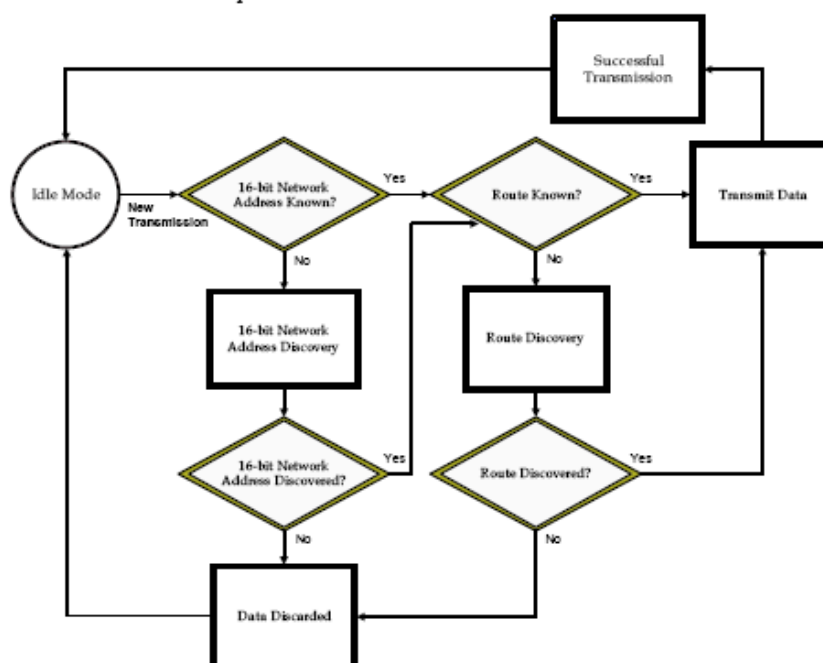 Successful
Transmission
Idle Mode
New
Transmission
16-bit Network
Address Known?
Yes
Route Known?
Yes
Transmit Data
No
No
16-bit Network
Address Discovery
Route Discovery
16-bit Network
Address Discovered?
Yes
Route Discovered?
Yes
No
No
Data Discarded